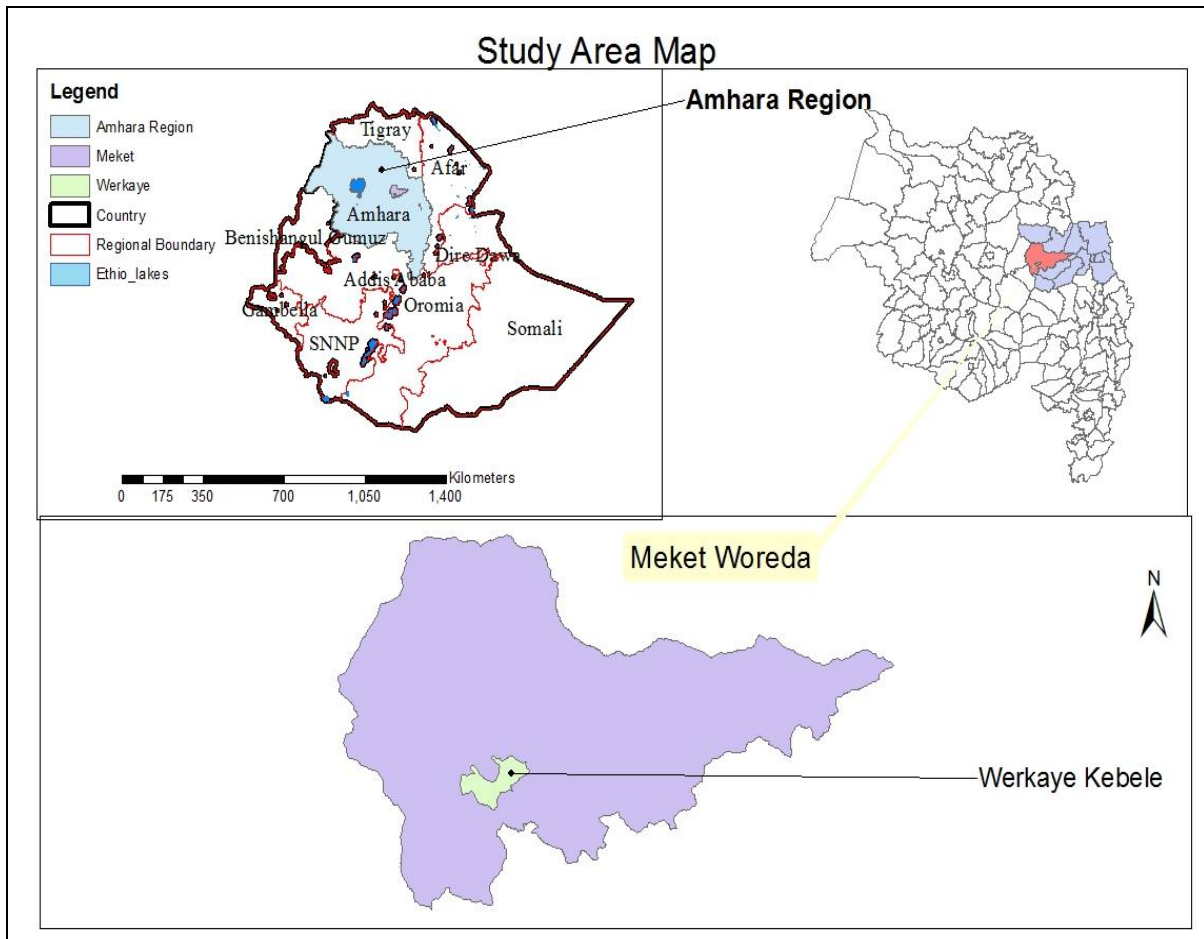 Study Area Map
Legend
Amhara Region
Meket
Werkaye
Country
Regional Boundary
Ethio_lakes
Tigray
Afar
Amhara
Benishangul Gumuz
Dire Dawa
Addis Ababa
Gambella
Oromia
SNNP
Somali
Kilometers
0 175 350 700 1,050 1,400
Amhara Region
Meket Woreda
N
Werkaye Kebele